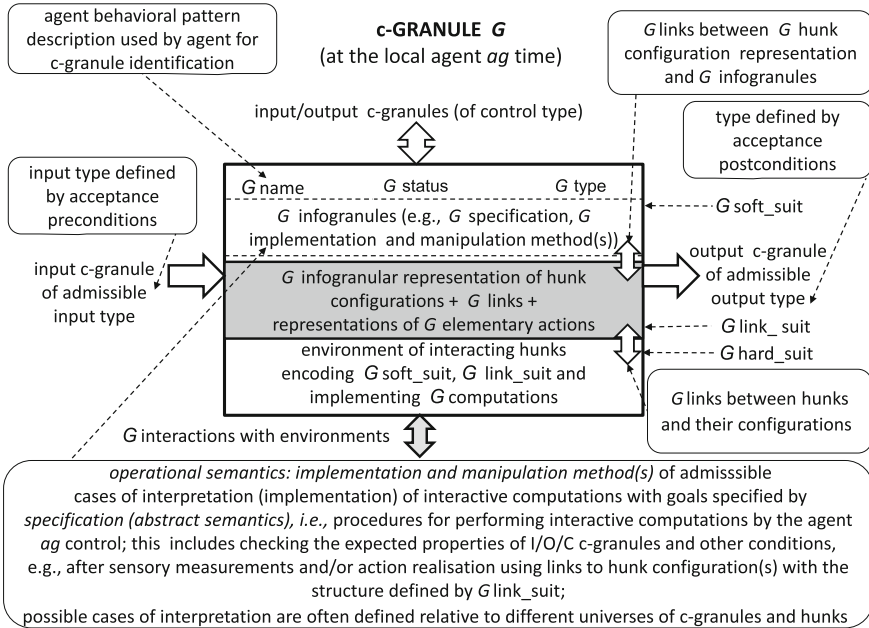 agent behavioral pattern
description used by agent for
c-granule identification
c-GRANULE G
(at the local agent ag time)
G links between G hunk
configuration representation
and G infogranules
input/output c-granules (of control type)
type defined by
acceptance
postconditions
input type defined
by acceptance
preconditions
G name G status G type
G soft_suit
G infogranules (e.g., G specification, G
implementation and manipulation method(s))
input c-granule
of admissible
input type
output c-granule
of admissible
output type
G infogranular representation of hunk
configurations + G links +
representations of G elementary actions
G link_ suit
G hard_suit
environment of interacting hunks
encoding G soft_suit, G link_suit and
implementing G computations
G links between hunks
and their configurations
G interactions with environments
operational semantics: implementation and manipulation method(s) of admisssible
cases of interpretation (implementation) of interactive computations with goals specified by
specification (abstract semantics), i.e., procedures for performing interactive computations by the agent
ag control; this includes checking the expected properties of I/O/C c-granules and other conditions,
e.g., after sensory measurements and/or action realisation using links to hunk configuration(s) with the
structure defined by G link_suit;
possible cases of interpretation are often defined relative to different universes of c-granules and hunks